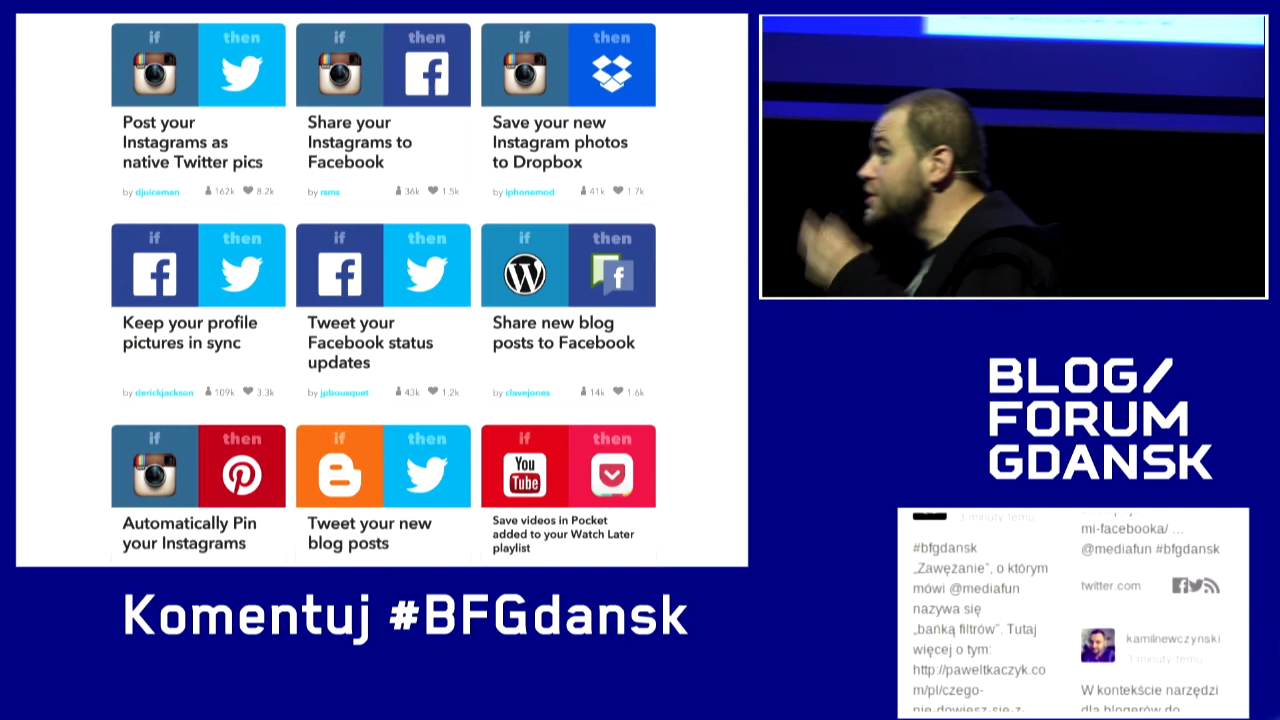 if then
if then
if then
Post your
Instagrams as
native Twitter pics
by djuiceman 162k 8.2k
Share your
Instagrams to
Facebook
by rsms 36k 1.5k
Save your new
Instagram photos
to Dropbox
by iphonemod 41k 1.7k
if then
if then
if then
Keep your profile
pictures in sync
by derickjackson 109k 3.3k
Tweet your
Facebook status
updates
by jpbousquet 43k 1.2k
Share new blog
posts to Facebook
by clavejones 14k 1.6k
if then
if then
if then
You
Tube
Automatically Pin
your Instagrams
Tweet your new
blog posts
Save videos in Pocket
added to your Watch Later
playlist
Komentuj #BFGdansk
BLOG/
FORUM
GDANSK
3 minuty temu
#bfgdansk
„Zawężanie”, o którym
mówi @mediafun
nazywa się
„bańką filtrów”. Tutaj
więcej o tym:
http://paweltkaczyk.co
m/pl/czego-
nie-dowiesz-sie-z-
mi-facebooka/ ...
@mediafun #bfgdansk
twitter.com
kamilnewczynski
3 minuty temu
W kontekście narzędzi
dla blogerów do